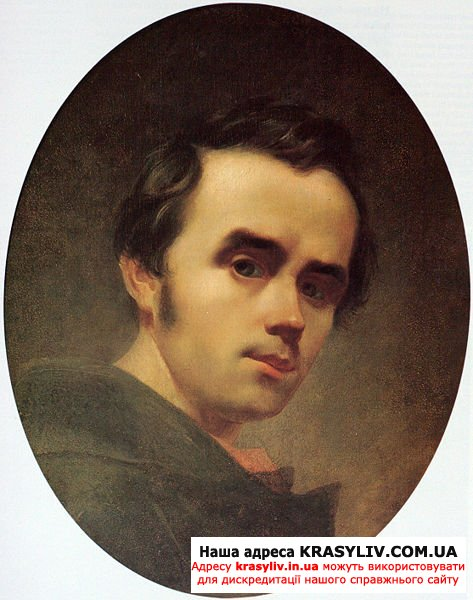 Наша адреса KRASYLIV.COM.UA
Адресу krasyliv.in.ua можуть використовувати
для дискредитації нашого справжнього сайту